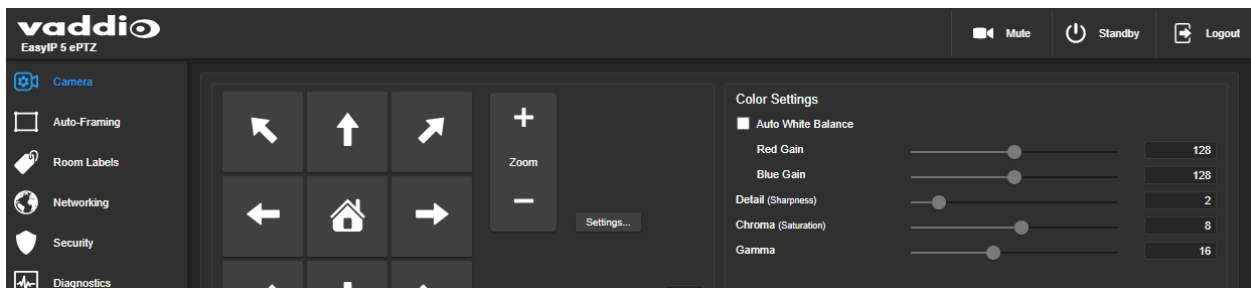 vaddio
EasyIP 5 ePTZ
Mute
Standby
Logout
Camera
Auto-Framing
Room Labels
Networking
Security
Diagnostics
Zoom
Settings...
Color Settings
Auto White Balance
Red Gain 128
Blue Gain 128
Detail (Sharpness) 2
Chroma (Saturation) 8
Gamma 16